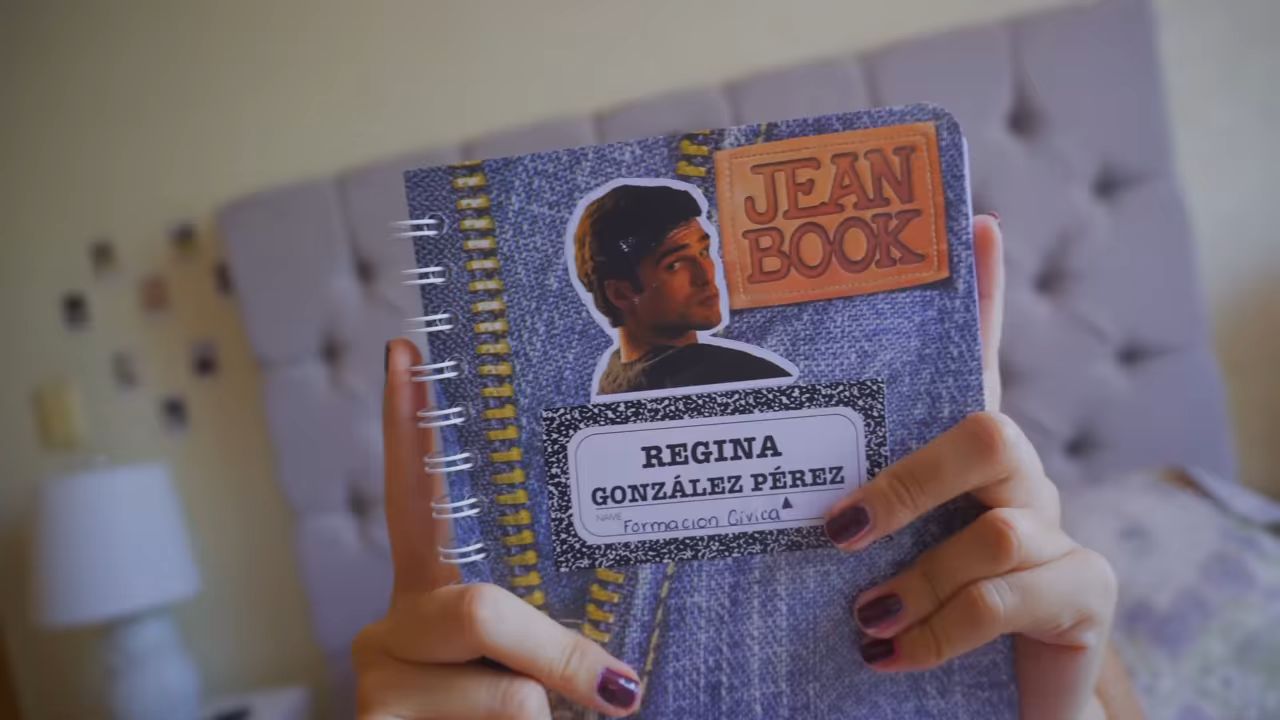 JEAN
BOOK
REGINA
GONZÁLEZ PÉREZ
NAME
Formacion Civica